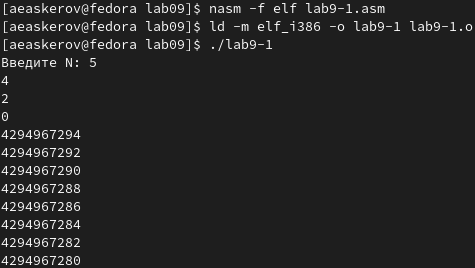 [aeaskerov@fedora lab09]$ nasm -f elf lab9-1.asm
[aeaskerov@fedora lab09]$ ld -m elf_i386 -o lab9-1 lab9-1.o
[aeaskerov@fedora lab09]$ ./lab9-1
Введите N: 5
4
2
0
4294967294
4294967292
4294967290
4294967288
4294967286
4294967284
4294967282
4294967280